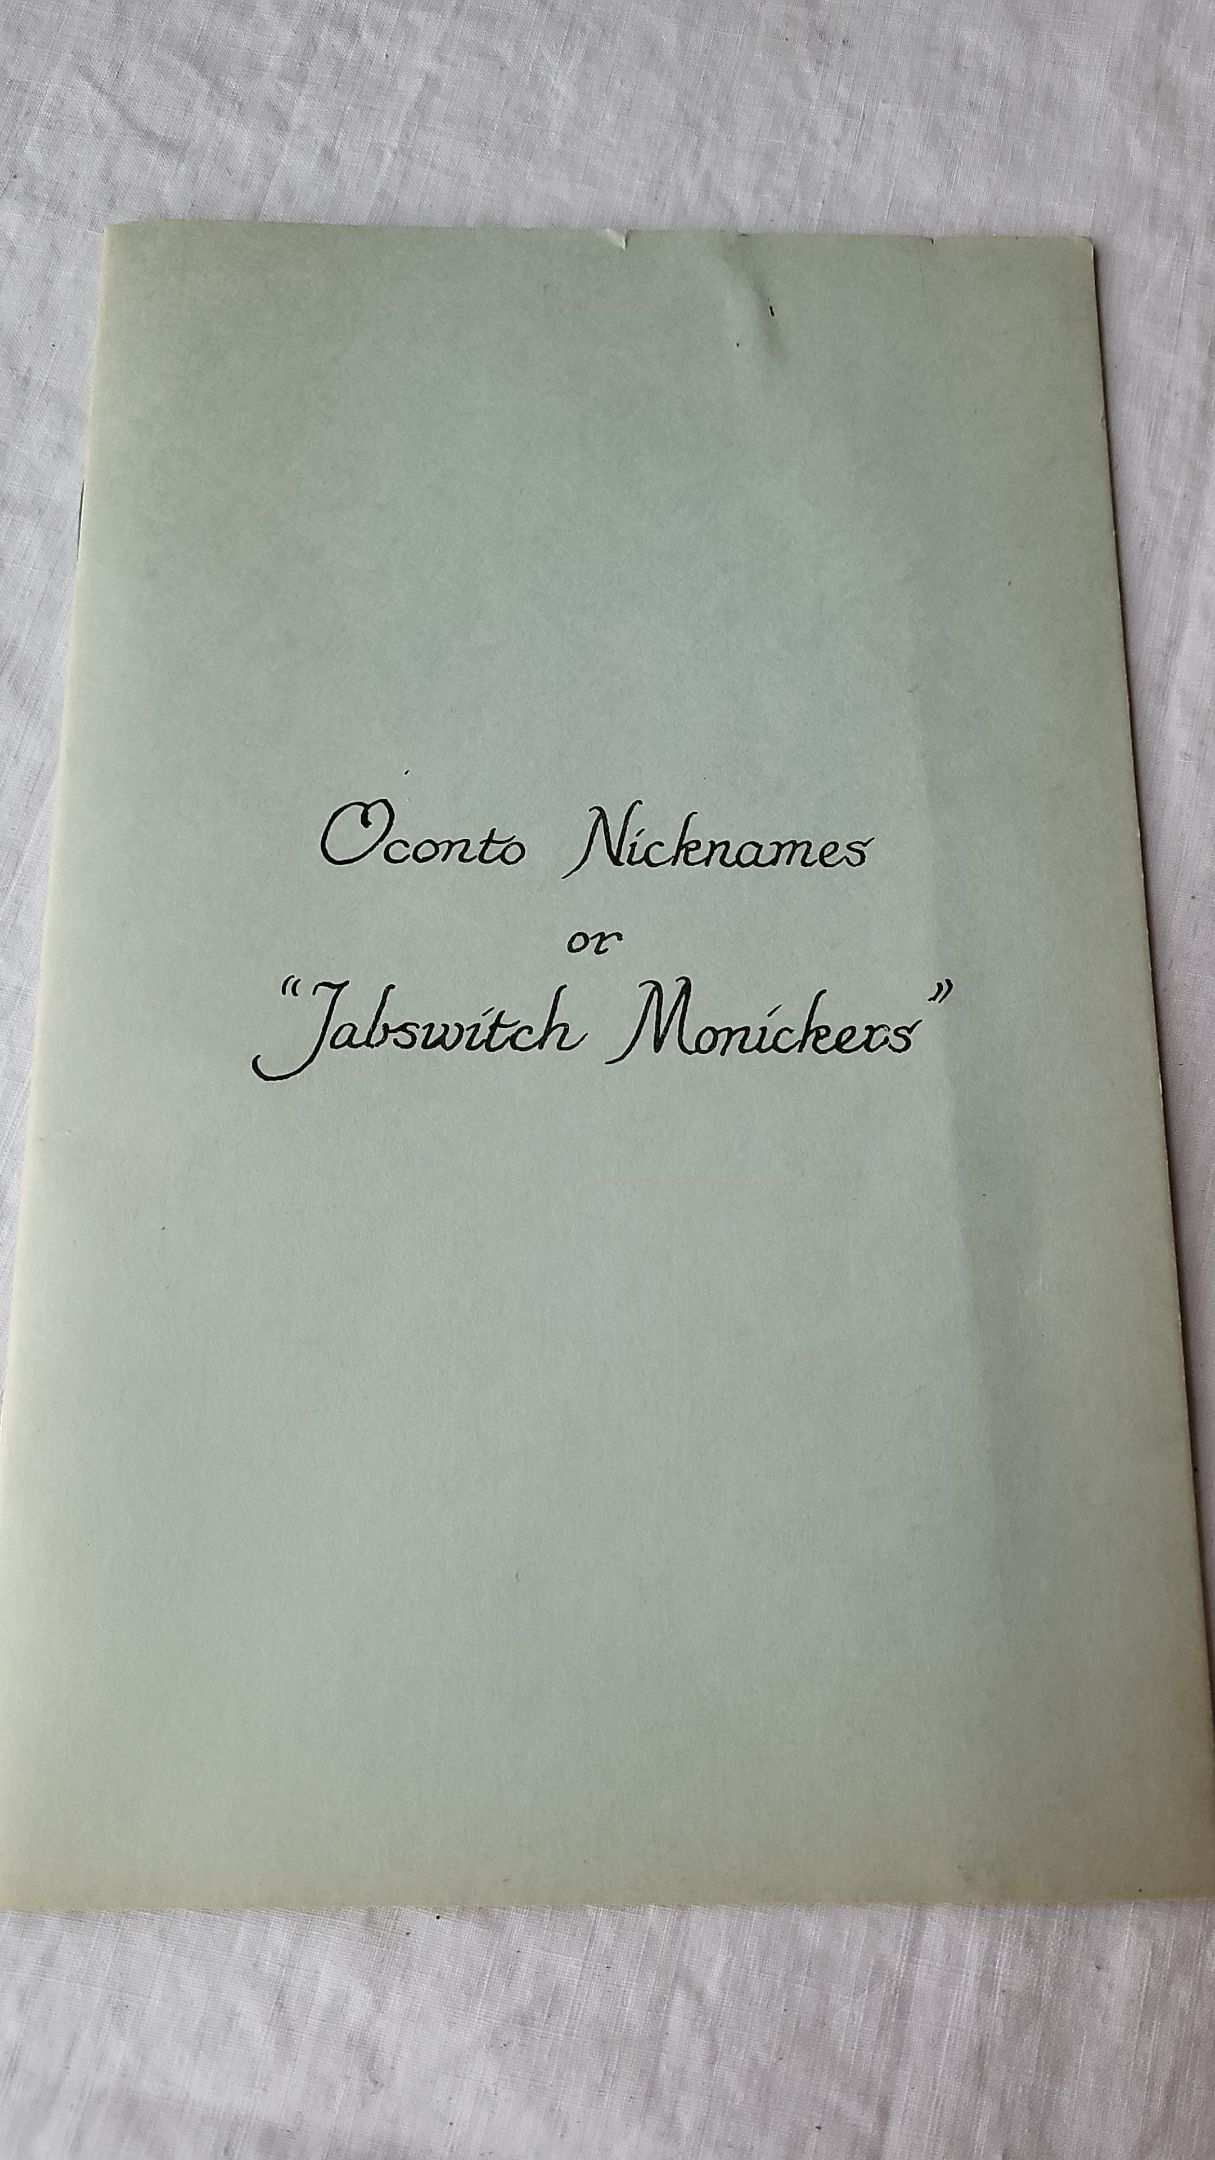 Oconto Nicknames
or
“Jabswitch Monickers”